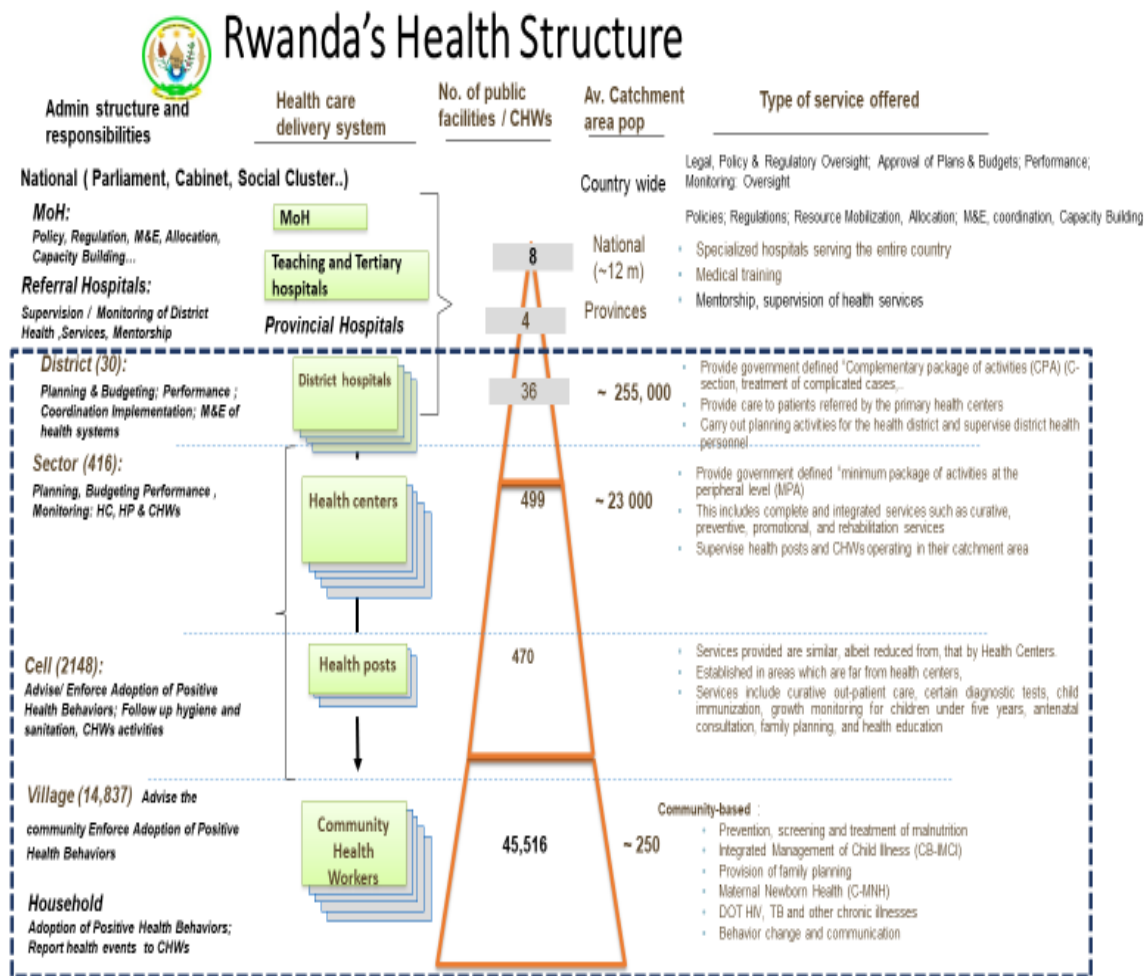 Rwanda's Health Structure
Admin structure and
responsibilities
Health care
delivery system
No. of public
facilities / CHWs
Av. Catchment
area pop
Type of service offered
National ( Parliament, Cabinet, Social Cluster..)
Country wide
Legal, Policy & Regulatory Oversight; Approval of Plans & Budgets; Performance;
Monitoring: Oversight
MoH:
Policy, Regulation, M&E, Allocation,
Capacity Building...
MoH
Policies; Regulations; Resource Mobilization, Allocation; M&E, coordination, Capacity Building
Referral Hospitals:
Supervision / Monitoring of District
Health ,Services, Mentorship
Teaching and Tertiary
hospitals
8
National
(~12 m)
• Specialized hospitals serving the entire country
• Medical training
• Mentorship, supervision of health services
Provincial Hospitals
4
Provinces
District (30):
Planning & Budgeting; Performance ;
Coordination Implementation; M&E of
health systems
District hospitals
36
~ 255, 000
• Provide government defined "Complementary package of activities (CPA) (C-
section, treatment of complicated cases,..
• Provide care to patients referred by the primary health centers
• Carry out planning activities for the health district and supervise district health
personnel
Sector (416):
Planning, Budgeting Performance ,
Monitoring: HC, HP & CHWs
Health centers
499
~ 23 000
• Provide government defined "minimum package of activities at the
peripheral level (MPA)
• This includes complete and integrated services such as curative,
preventive, promotional, and rehabilitation services
• Supervise health posts and CHWs operating in their catchment area
Cell (2148):
Advise/ Enforce Adoption of Positive
Health Behaviors; Follow up hygiene and
sanitation, CHWs activities
Health posts
470
• Services provided are similar, albeit reduced from, that by Health Centers.
• Established in areas which are far from health centers,
• Services include curative out-patient care, certain diagnostic tests, child
immunization, growth monitoring for children under five years, antenatal
consultation, family planning, and health education
Village (14,837) Advise the
community Enforce Adoption of Positive
Health Behaviors
Community
Health
Workers
45,516
~ 250
Community-based :
• Prevention, screening and treatment of malnutrition
• Integrated Management of Child Illness (CB-IMCI)
• Provision of family planning
• Maternal Newborn Health (C-MNH)
• DOT HIV, TB and other chronic illnesses
• Behavior change and communication
Household
Adoption of Positive Health Behaviors;
Report health events to CHWs